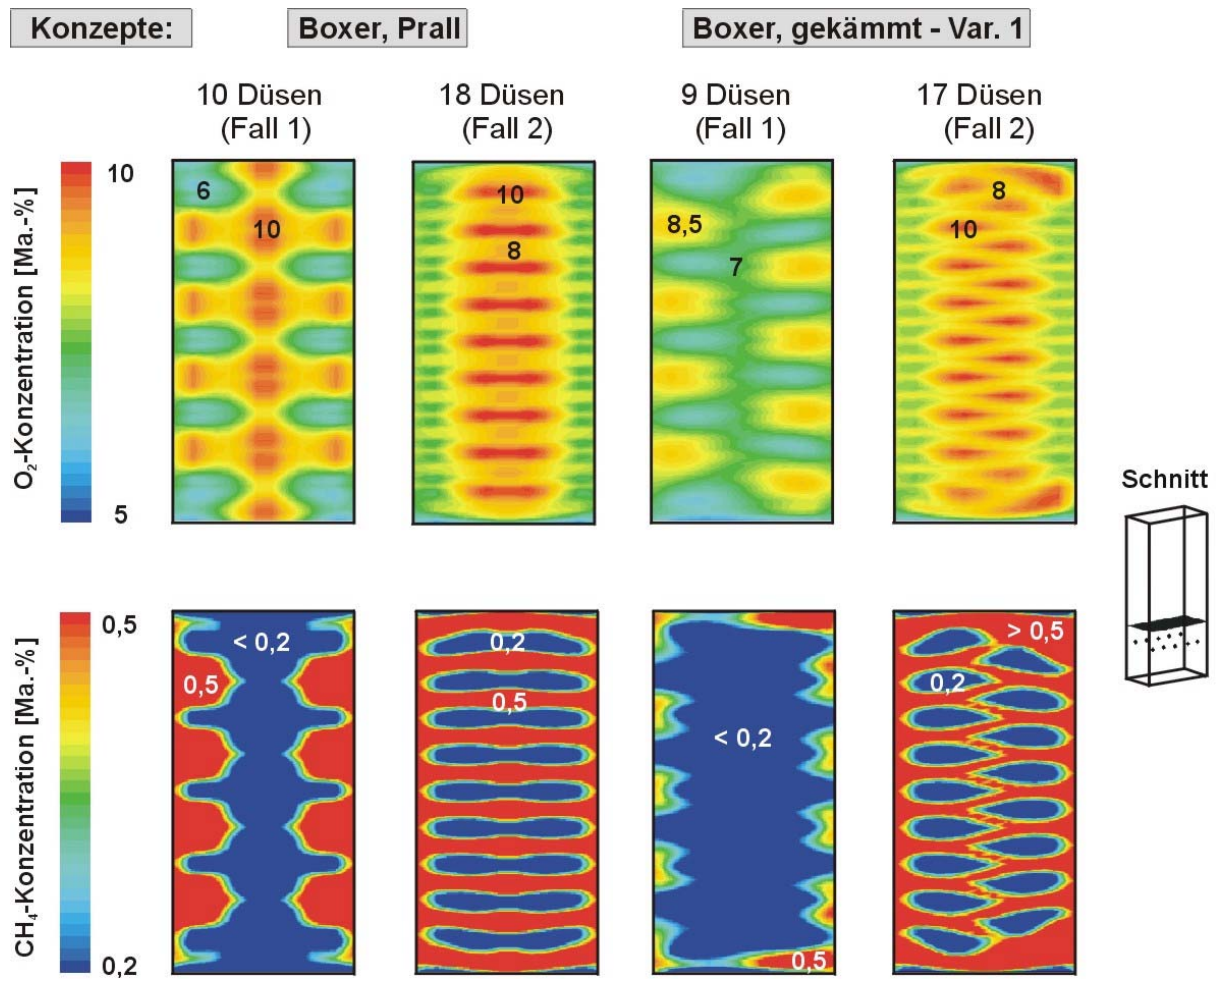 Konzepte:
Boxer, Prall
Boxer, gekämmt - Var. 1
10 Düsen
(Fall 1)
18 Düsen
(Fall 2)
9 Düsen
(Fall 1)
17 Düsen
(Fall 2)
O₂-Konzentration [Ma.-%]
10
5
6
10
10
8
8,5
7
8
10
Schnitt
CH₄-Konzentration [Ma.-%]
0,5
0,2
< 0,2
0,5
0,2
0,5
< 0,2
0,5
> 0,5
0,2